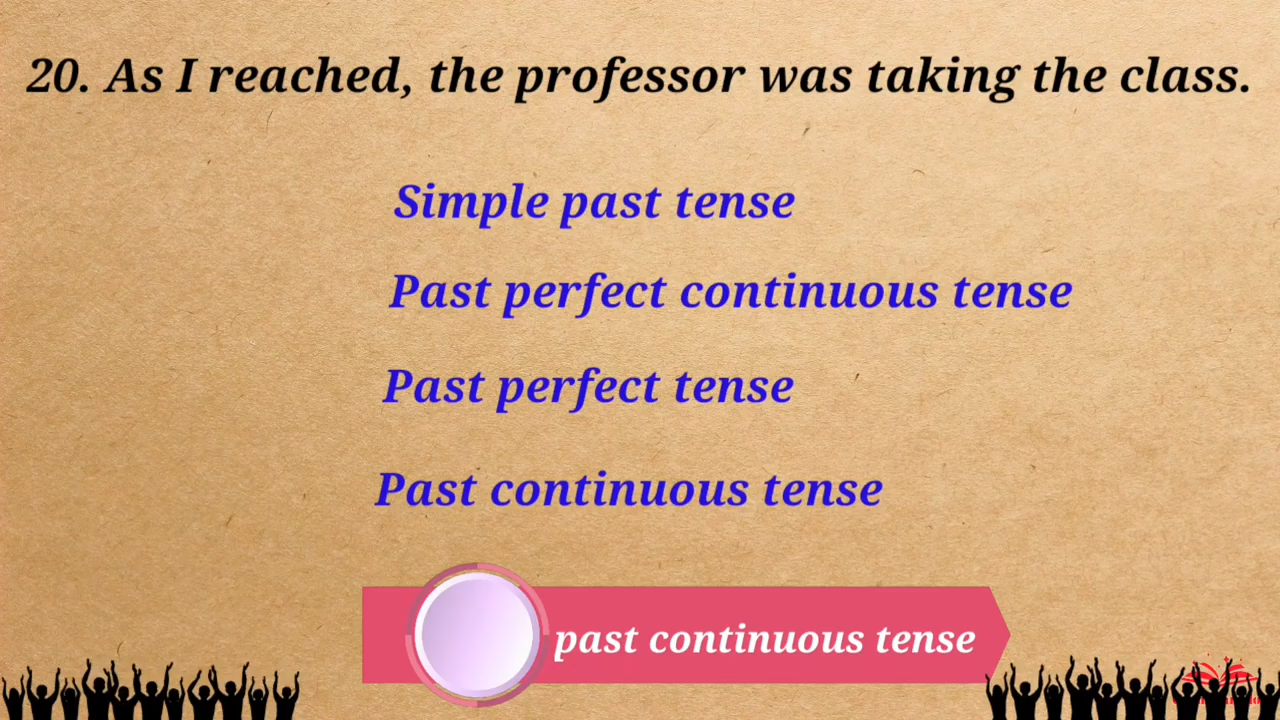 20. As I reached, the professor was taking the class.
Simple past tense
Past perfect continuous tense
Past perfect tense
Past continuous tense
past continuous tense